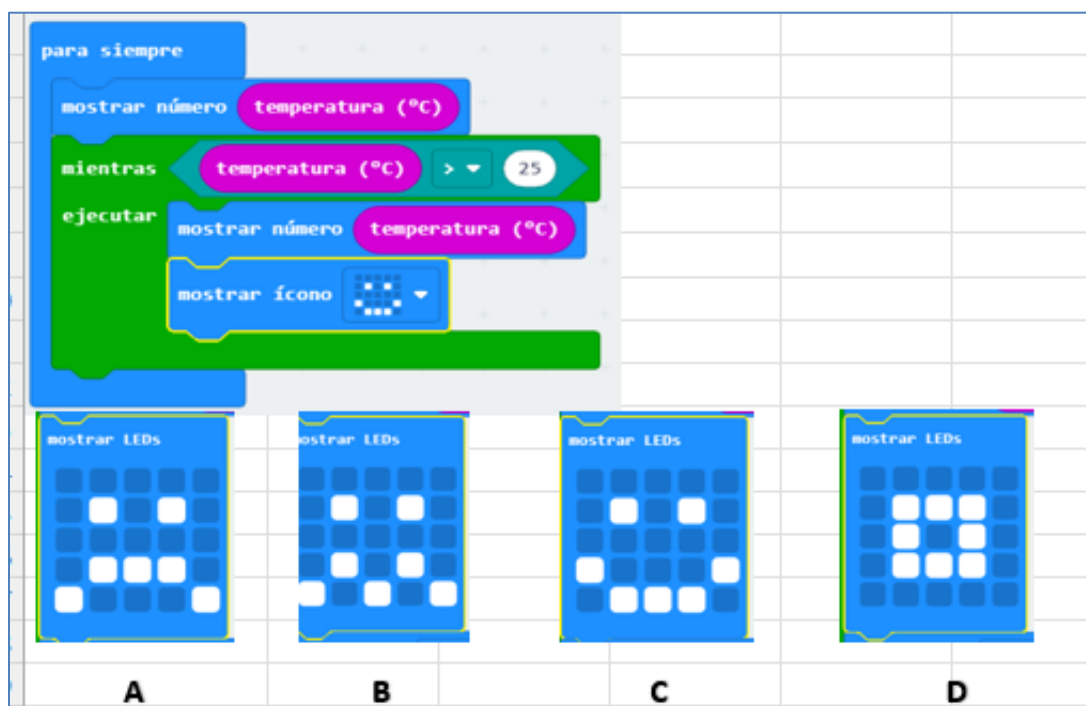 para siempre
mostrar número temperatura (°C)
mientras temperatura (°C) > 25
ejecutar
mostrar número temperatura (°C)
mostrar ícono
mostrar LEDs
ostrar LEDs
mostrar LEDs
mostrar LEDs
A B C D